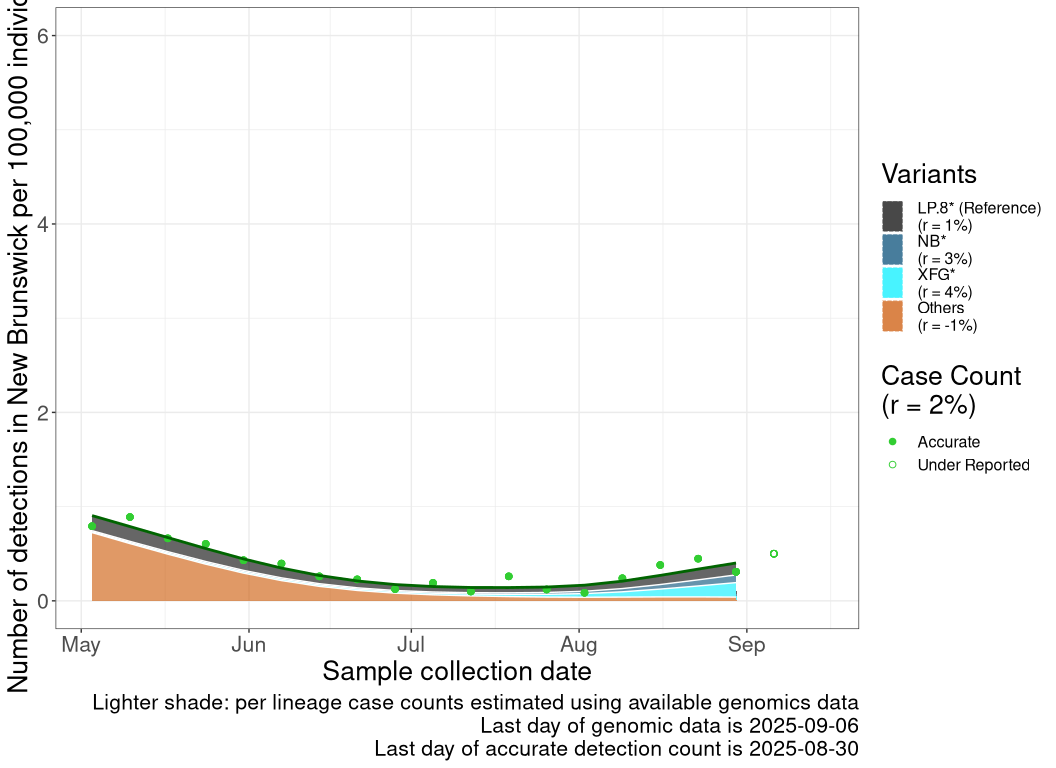 Number of detections in New Brunswick per 100,000
6
4
2
0
May
Jun
Jul
Aug
Sep
Sample collection date
Lighter shade: per lineage case counts estimated using available genomics data
Last day of genomic data is 2025-09-06
Last day of accurate detection count is 2025-08-30
Variants
LP.8* (Reference)
(r = 1%)
NB*
(r = 3%)
XFG*
(r = 4%)
Others
(r = -1%)
Case Count
(r = 2%)
Accurate
Under Reported